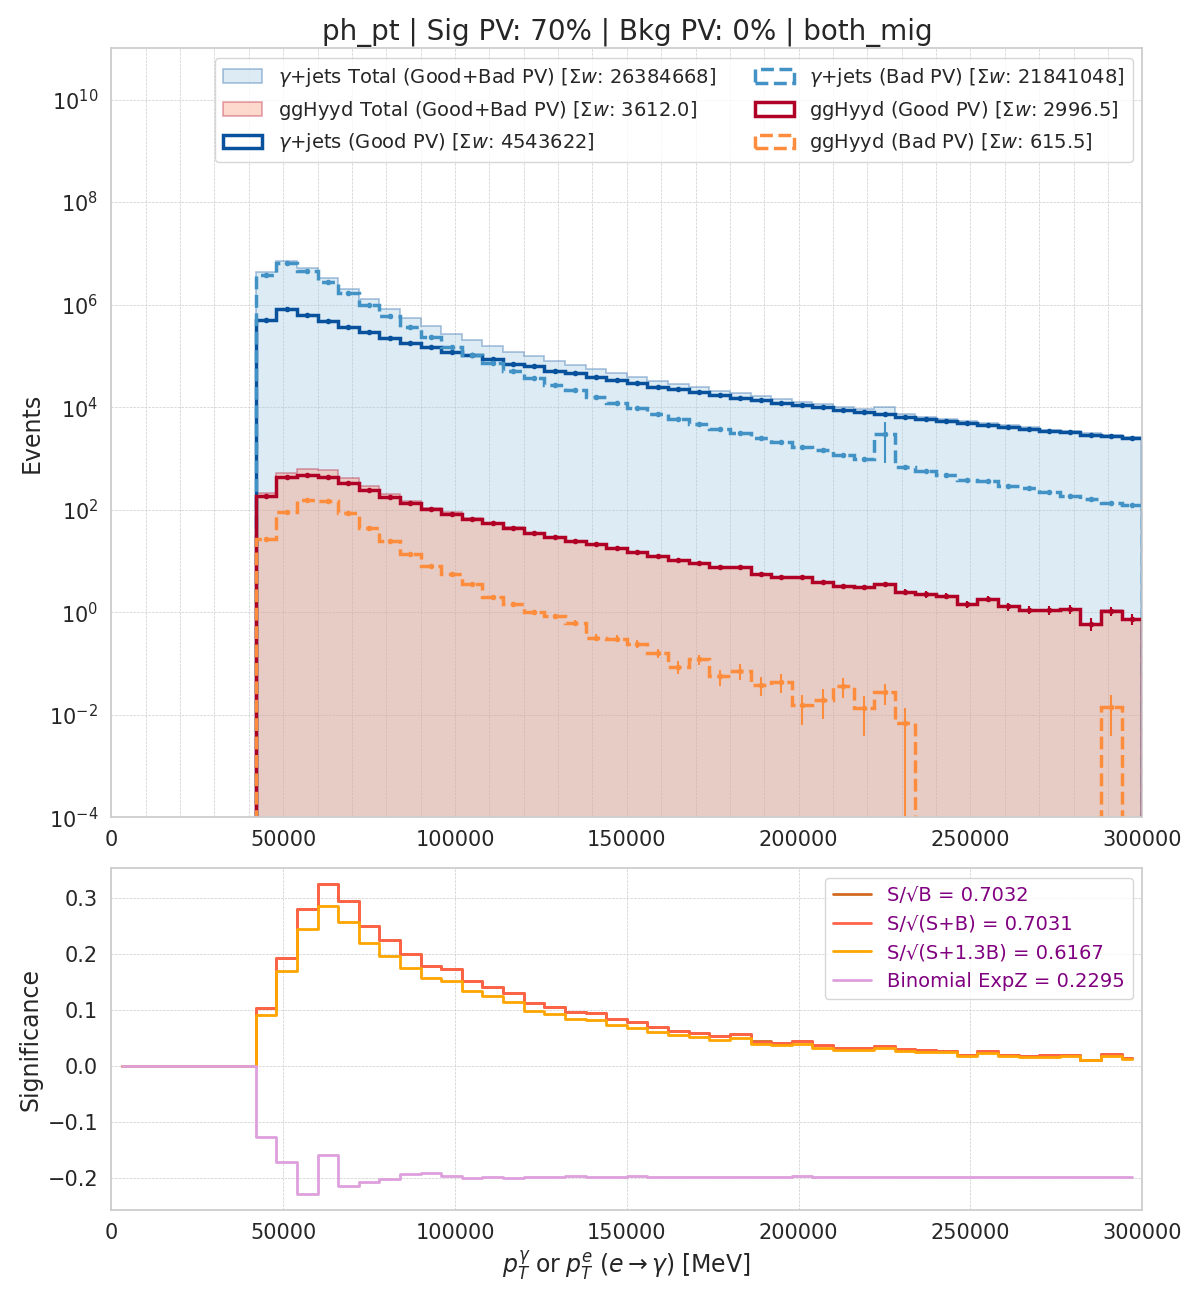 ph_pt | Sig PV: 70% | Bkg PV: 0% | both_mig
γ+jets Total (Good+Bad PV) [Σw: 26384668]
ggHyyd Total (Good+Bad PV) [Σw: 3612.0]
γ+jets (Good PV) [Σw: 4543622]
γ+jets (Bad PV) [Σw: 21841048]
ggHyyd (Good PV) [Σw: 2996.5]
ggHyyd (Bad PV) [Σw: 615.5]
Events
10^10
10^8
10^6
10^4
10^2
10^0
10^−2
10^−4
0 50000 100000 150000 200000 250000 300000
S/√B = 0.7032
S/√(S+B) = 0.7031
S/√(S+1.3B) = 0.6167
Binomial ExpZ = 0.2295
Significance
0.3
0.2
0.1
0.0
−0.1
−0.2
0 50000 100000 150000 200000 250000 300000
p_T^γ or p_T^e (e→γ) [MeV]